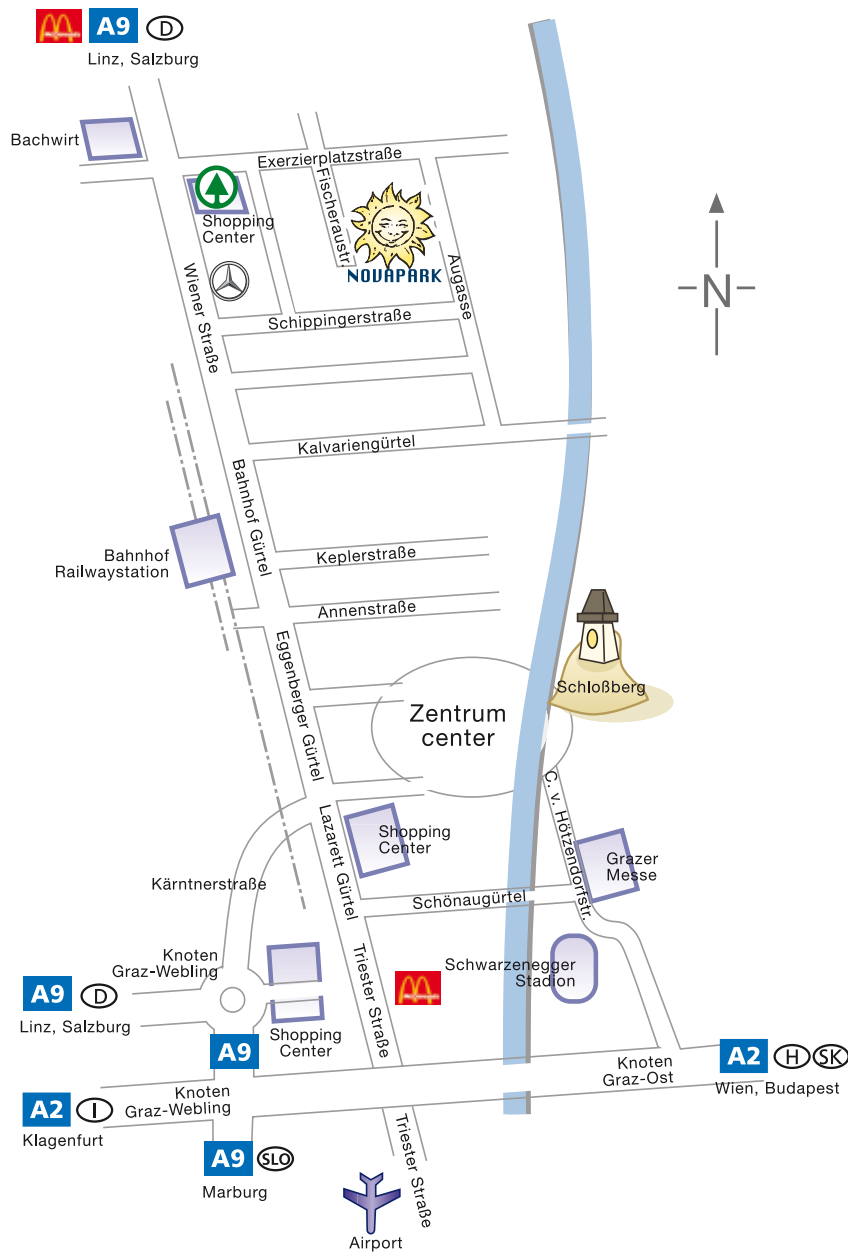 A9 D
Linz, Salzburg
Bachwirt
Exerzierplatzstraße
Fischeraustr.
Shopping
Center
NOVAPARK
Augasse
Wiener Straße
N
Schippingerstraße
Kalvariengürtel
Bahnhof Gürtel
Bahnhof
Railwaystation
Keplerstraße
Annenstraße
Eggenberger Gürtel
Schloßberg
Zentrum
center
C. v. Hötzendorfstr.
Lazarett Gürtel
Shopping
Center
Grazer
Messe
Kärntnerstraße
Schönaugürtel
Knoten
Graz-Webling
Triester Straße
Schwarzenegger
Stadion
A9 D
Linz, Salzburg
Shopping
Center
A9
Knoten
Graz-Ost
A2 H SK
Wien, Budapest
Knoten
Graz-Webling
A2 I
Klagenfurt
A9 SLO
Marburg
Triester Straße
Airport